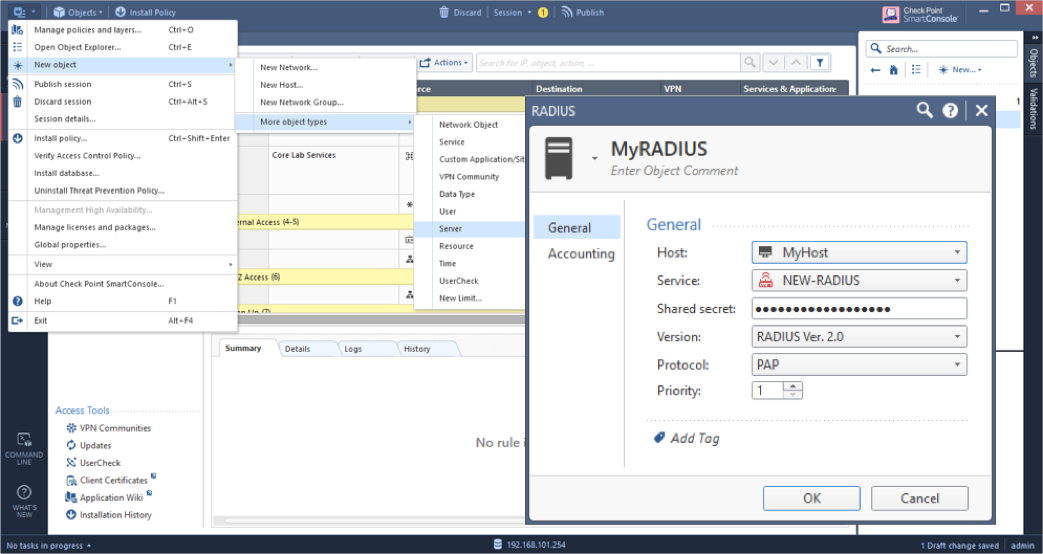 Objects
Install Policy
Discard
Session
1
Publish
Check Point
SmartConsole
Manage policies and layers... Ctrl+O
Open Object Explorer... Ctrl+E
New object
Publish session Ctrl+S
Discard session Ctrl+Alt+S
Session details...
Install policy... Ctrl+Shift+Enter
Verify Access Control Policy...
Install database...
Uninstall Threat Prevention Policy...
Management High Availability...
Manage licenses and packages...
Global properties...
View
About Check Point SmartConsole...
Help F1
Exit Alt+F4
New Network...
New Host...
New Network Group...
More object types
Network Object
Service
Custom Application/Sit
VPN Community
Data Type
User
Server
Resource
Time
UserCheck
New Limit...
Actions
Search for IP, object, action, ...
rce
Destination
VPN
Services & Applications
Core Lab Services
ernal Access (4-5)
Z Access (6)
Search...
New...
1
Objects
Validations
RADIUS
MyRADIUS
Enter Object Comment
General
Accounting
General
Host: MyHost
Service: NEW-RADIUS
Shared secret: ••••••••••••••••••
Version: RADIUS Ver. 2.0
Protocol: PAP
Priority: 1
Add Tag
OK
Cancel
Summary
Details
Logs
History
No rule
Access Tools
VPN Communities
Updates
UserCheck
Client Certificates
Application Wiki
Installation History
COMMAND
LINE
WHAT'S
NEW
No tasks in progress
192.168.101.254
1 Draft change saved
admin